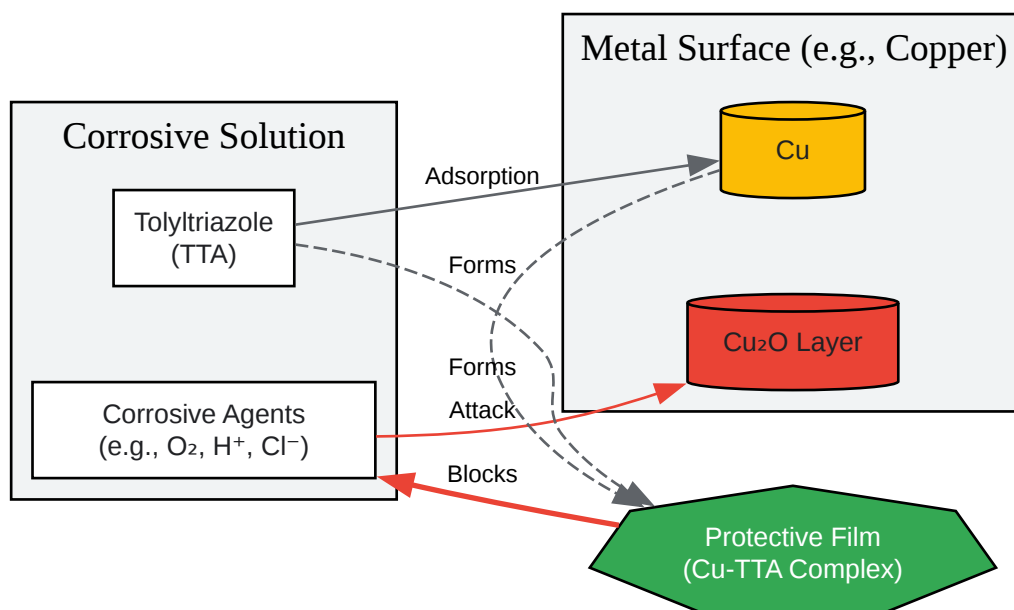 Metal Surface (e.g., Copper)
Corrosive Solution
Cu
Adsorption
Tolyltriazole
(TTA)
Forms
Cu₂O Layer
Forms
Corrosive Agents
(e.g., O₂, H⁺, Cl⁻)
Attack
Blocks
Protective Film
(Cu-TTA Complex)